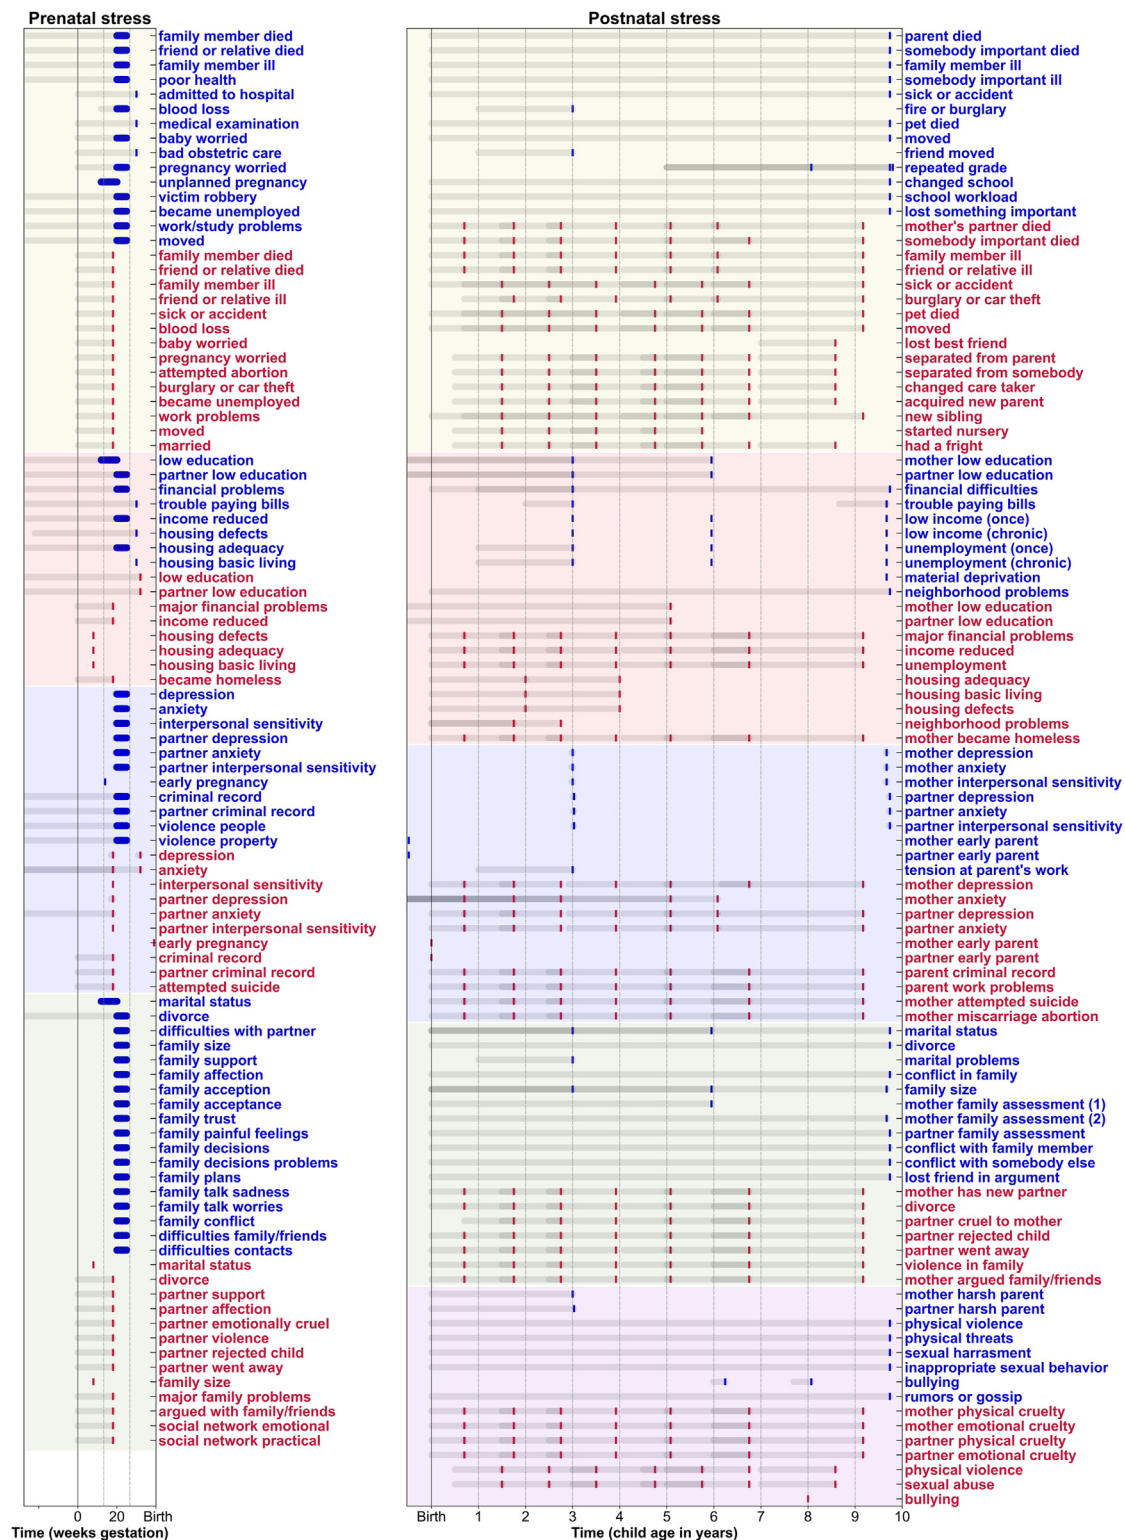 Prenatal stress
family member died
friend or relative died
family member ill
poor health
admitted to hospital
blood loss
medical examination
baby worried
bad obstetric care
pregnancy worried
unplanned pregnancy
victim robbery
became unemployed
work/study problems
moved
family member died
friend or relative died
family member ill
friend or relative ill
sick or accident
blood loss
baby worried
pregnancy worried
attempted abortion
burglary or car theft
became unemployed
work problems
moved
married
low education
partner low education
financial problems
trouble paying bills
income reduced
housing defects
housing adequacy
housing basic living
low education
partner low education
major financial problems
income reduced
housing defects
housing adequacy
housing basic living
became homeless
depression
anxiety
interpersonal sensitivity
partner depression
partner anxiety
partner interpersonal sensitivity
early pregnancy
criminal record
partner criminal record
violence people
violence property
depression
anxiety
interpersonal sensitivity
partner depression
partner anxiety
partner interpersonal sensitivity
early pregnancy
criminal record
partner criminal record
attempted suicide
marital status
divorce
difficulties with partner
family size
family support
family affection
family acception
family acceptance
family trust
family painful feelings
family decisions
family decisions problems
family plans
family talk sadness
family talk worries
family conflict
difficulties family/friends
difficulties contacts
marital status
divorce
partner support
partner affection
partner emotionally cruel
partner violence
partner rejected child
partner went away
family size
major family problems
argued with family/friends
social network emotional
social network practical
0 20 Birth
Time (weeks gestation)
Postnatal stress
parent died
somebody important died
family member ill
somebody important ill
sick or accident
fire or burglary
pet died
moved
friend moved
repeated grade
changed school
school workload
lost something important
mother's partner died
somebody important died
family member ill
friend or relative ill
sick or accident
burglary or car theft
pet died
moved
lost best friend
separated from parent
separated from somebody
changed care taker
acquired new parent
new sibling
started nursery
had a fright
mother low education
partner low education
financial difficulties
trouble paying bills
low income (once)
low income (chronic)
unemployment (once)
unemployment (chronic)
material deprivation
neighborhood problems
mother low education
partner low education
major financial problems
income reduced
unemployment
housing adequacy
housing basic living
housing defects
neighborhood problems
mother became homeless
mother depression
mother anxiety
mother interpersonal sensitivity
partner depression
partner anxiety
partner interpersonal sensitivity
mother early parent
partner early parent
tension at parent's work
mother depression
mother anxiety
partner depression
partner anxiety
mother early parent
partner early parent
parent criminal record
parent work problems
mother attempted suicide
mother miscarriage abortion
marital status
divorce
marital problems
conflict in family
family size
mother family assessment (1)
mother family assessment (2)
partner family assessment
conflict with family member
conflict with somebody else
lost friend in argument
mother has new partner
divorce
partner cruel to mother
partner rejected child
partner went away
violence in family
mother argued family/friends
mother harsh parent
partner harsh parent
physical violence
physical threats
sexual harrasment
inappropriate sexual behavior
bullying
rumors or gossip
mother physical cruelty
mother emotional cruelty
partner physical cruelty
partner emotional cruelty
physical violence
sexual abuse
bullying
Birth 1 2 3 4 5 6 7 8 9 10
Time (child age in years)